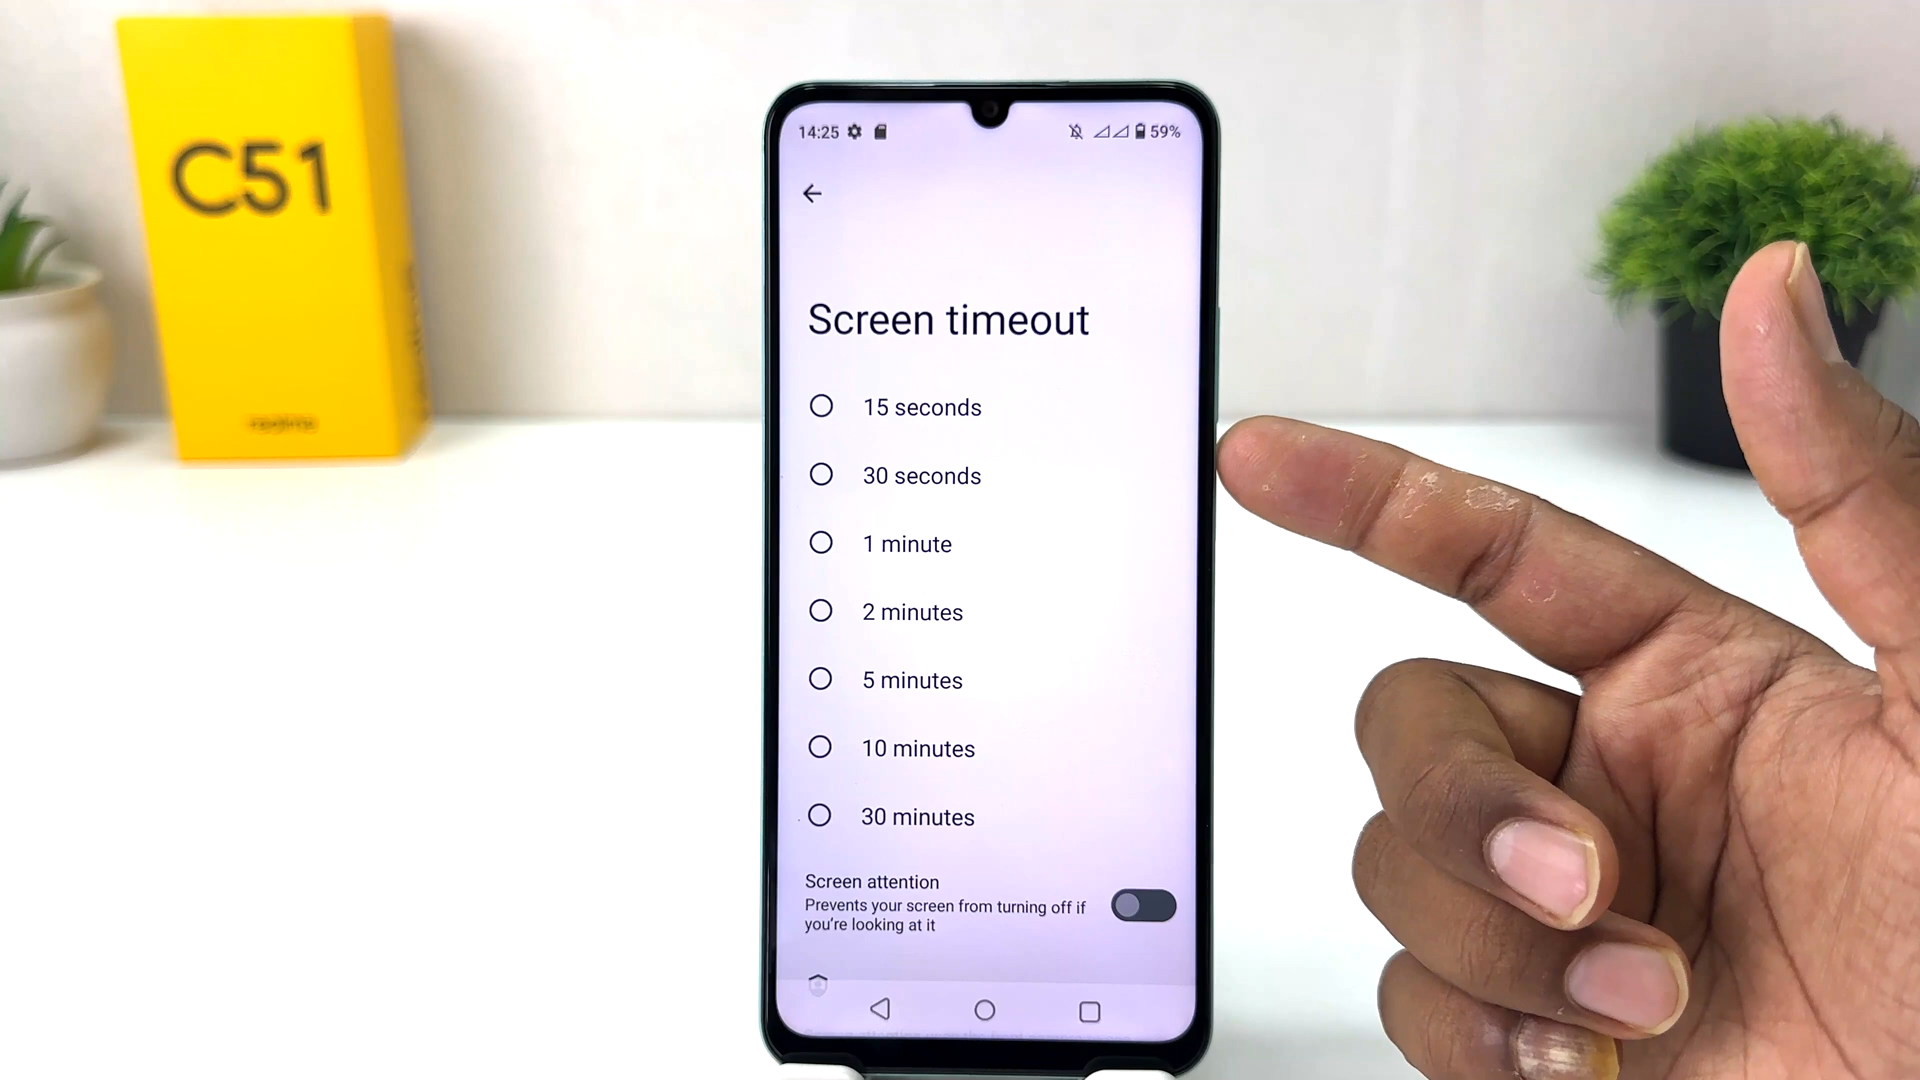 C51
realme
14:25 59%
Screen timeout
15 seconds
30 seconds
1 minute
2 minutes
5 minutes
10 minutes
30 minutes
Screen attention
Prevents your screen from turning off if
you're looking at it